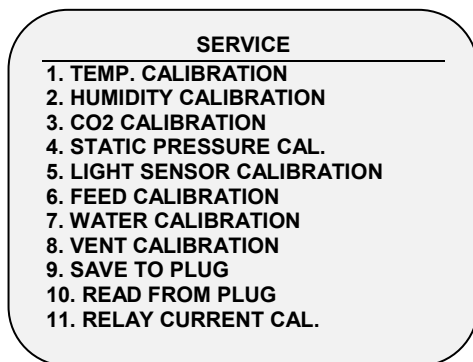 SERVICE
1. TEMP. CALIBRATION
2. HUMIDITY CALIBRATION
3. CO2 CALIBRATION
4. STATIC PRESSURE CAL.
5. LIGHT SENSOR CALIBRATION
6. FEED CALIBRATION
7. WATER CALIBRATION
8. VENT CALIBRATION
9. SAVE TO PLUG
10. READ FROM PLUG
11. RELAY CURRENT CAL.